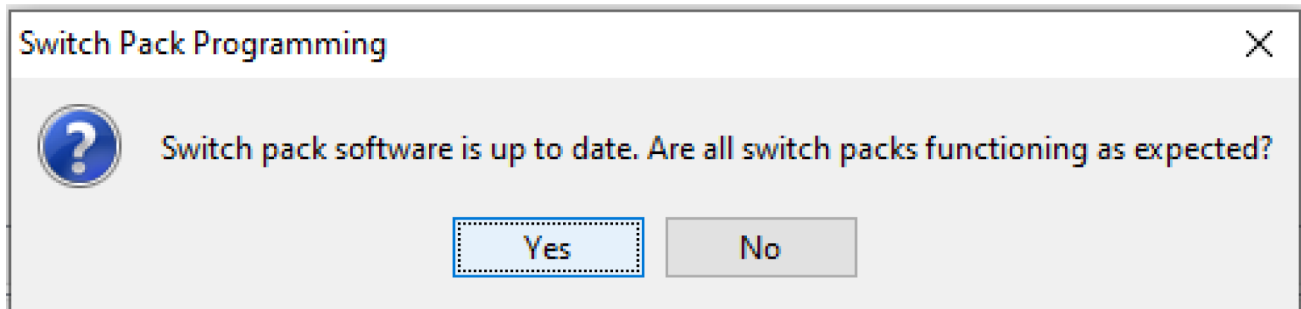 Switch Pack Programming
Switch pack software is up to date. Are all switch packs functioning as expected?
Yes No